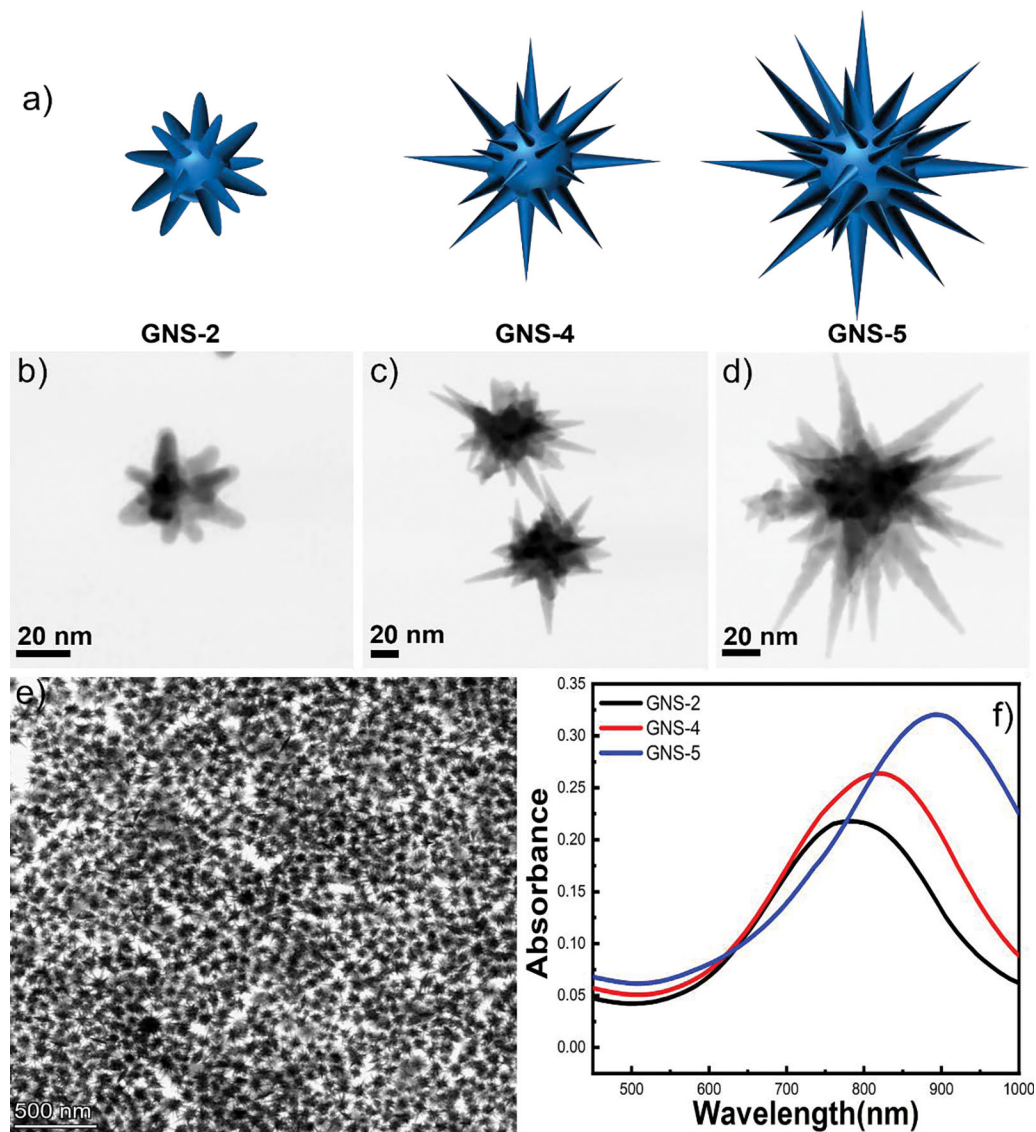 a)
GNS-2 GNS-4 GNS-5
b) c) d)
20 nm 20 nm 20 nm
e)
500 nm
f)
GNS-2
GNS-4
GNS-5
0.35
0.30
0.25
0.20
0.15
0.10
0.05
0.00
Absorbance
500 600 700 800 900 1000
Wavelength(nm)